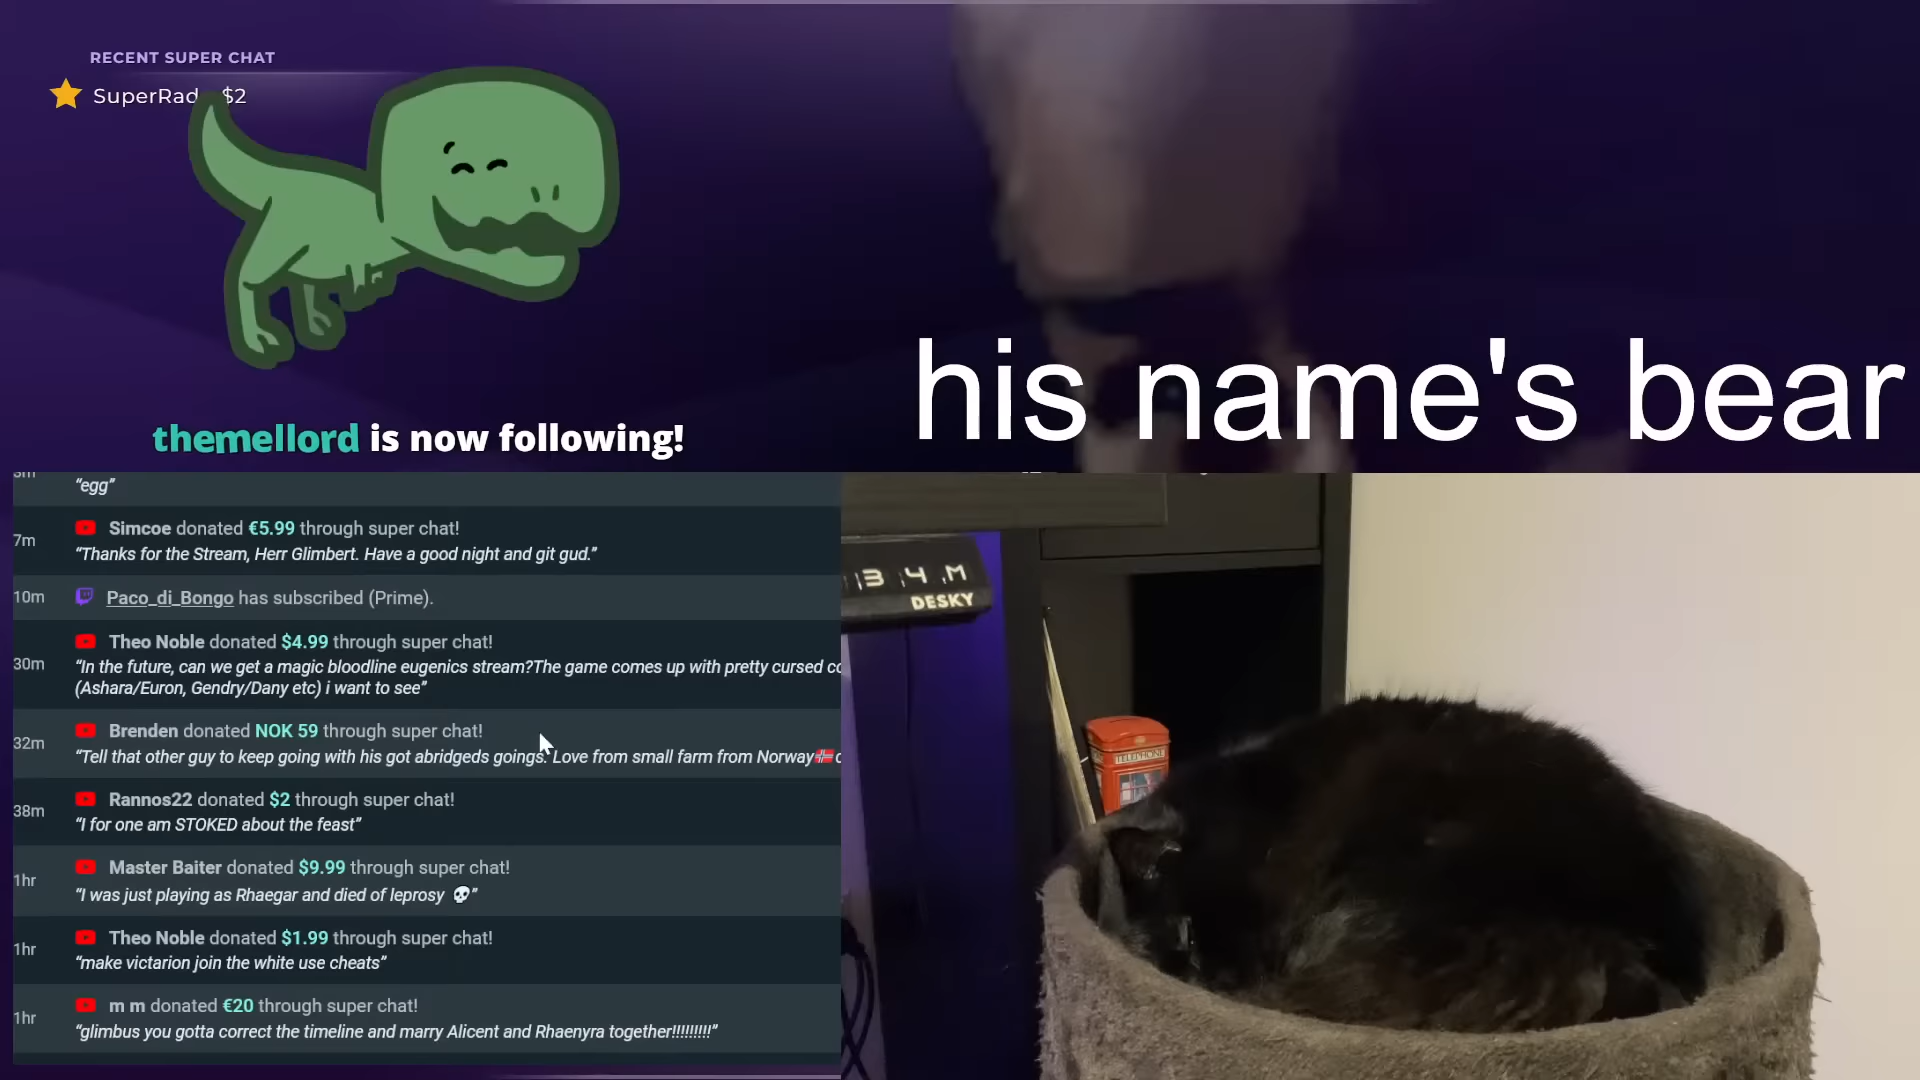 RECENT SUPER CHAT
SuperRad $2
his name's bear
themellord is now following!
"egg"
Simcoe donated €5.99 through super chat!
7m
"Thanks for the Stream, Herr Glimbert. Have a good night and git gud."
10m
Paco_di_Bongo has subscribed (Prime).
Theo Noble donated $4.99 through super chat!
30m
"In the future, can we get a magic bloodline eugenics stream?The game comes up with pretty cursed
(Ashara/Euron, Gendry/Dany etc) i want to see"
Brenden donated NOK 59 through super chat!
32m
"Tell that other guy to keep going with his got abridgeds goings. Love from small farm from Norway🇳🇴
Rannos22 donated $2 through super chat!
38m
"I for one am STOKED about the feast"
Master Baiter donated $9.99 through super chat!
1hr
"I was just playing as Rhaegar and died of leprosy 💀"
Theo Noble donated $1.99 through super chat!
1hr
"make victarion join the white use cheats"
m m donated €20 through super chat!
1hr
"glimbus you gotta correct the timeline and marry Alicent and Rhaenyra together!!!!!!!!!"
DESKY
TELEPHONE